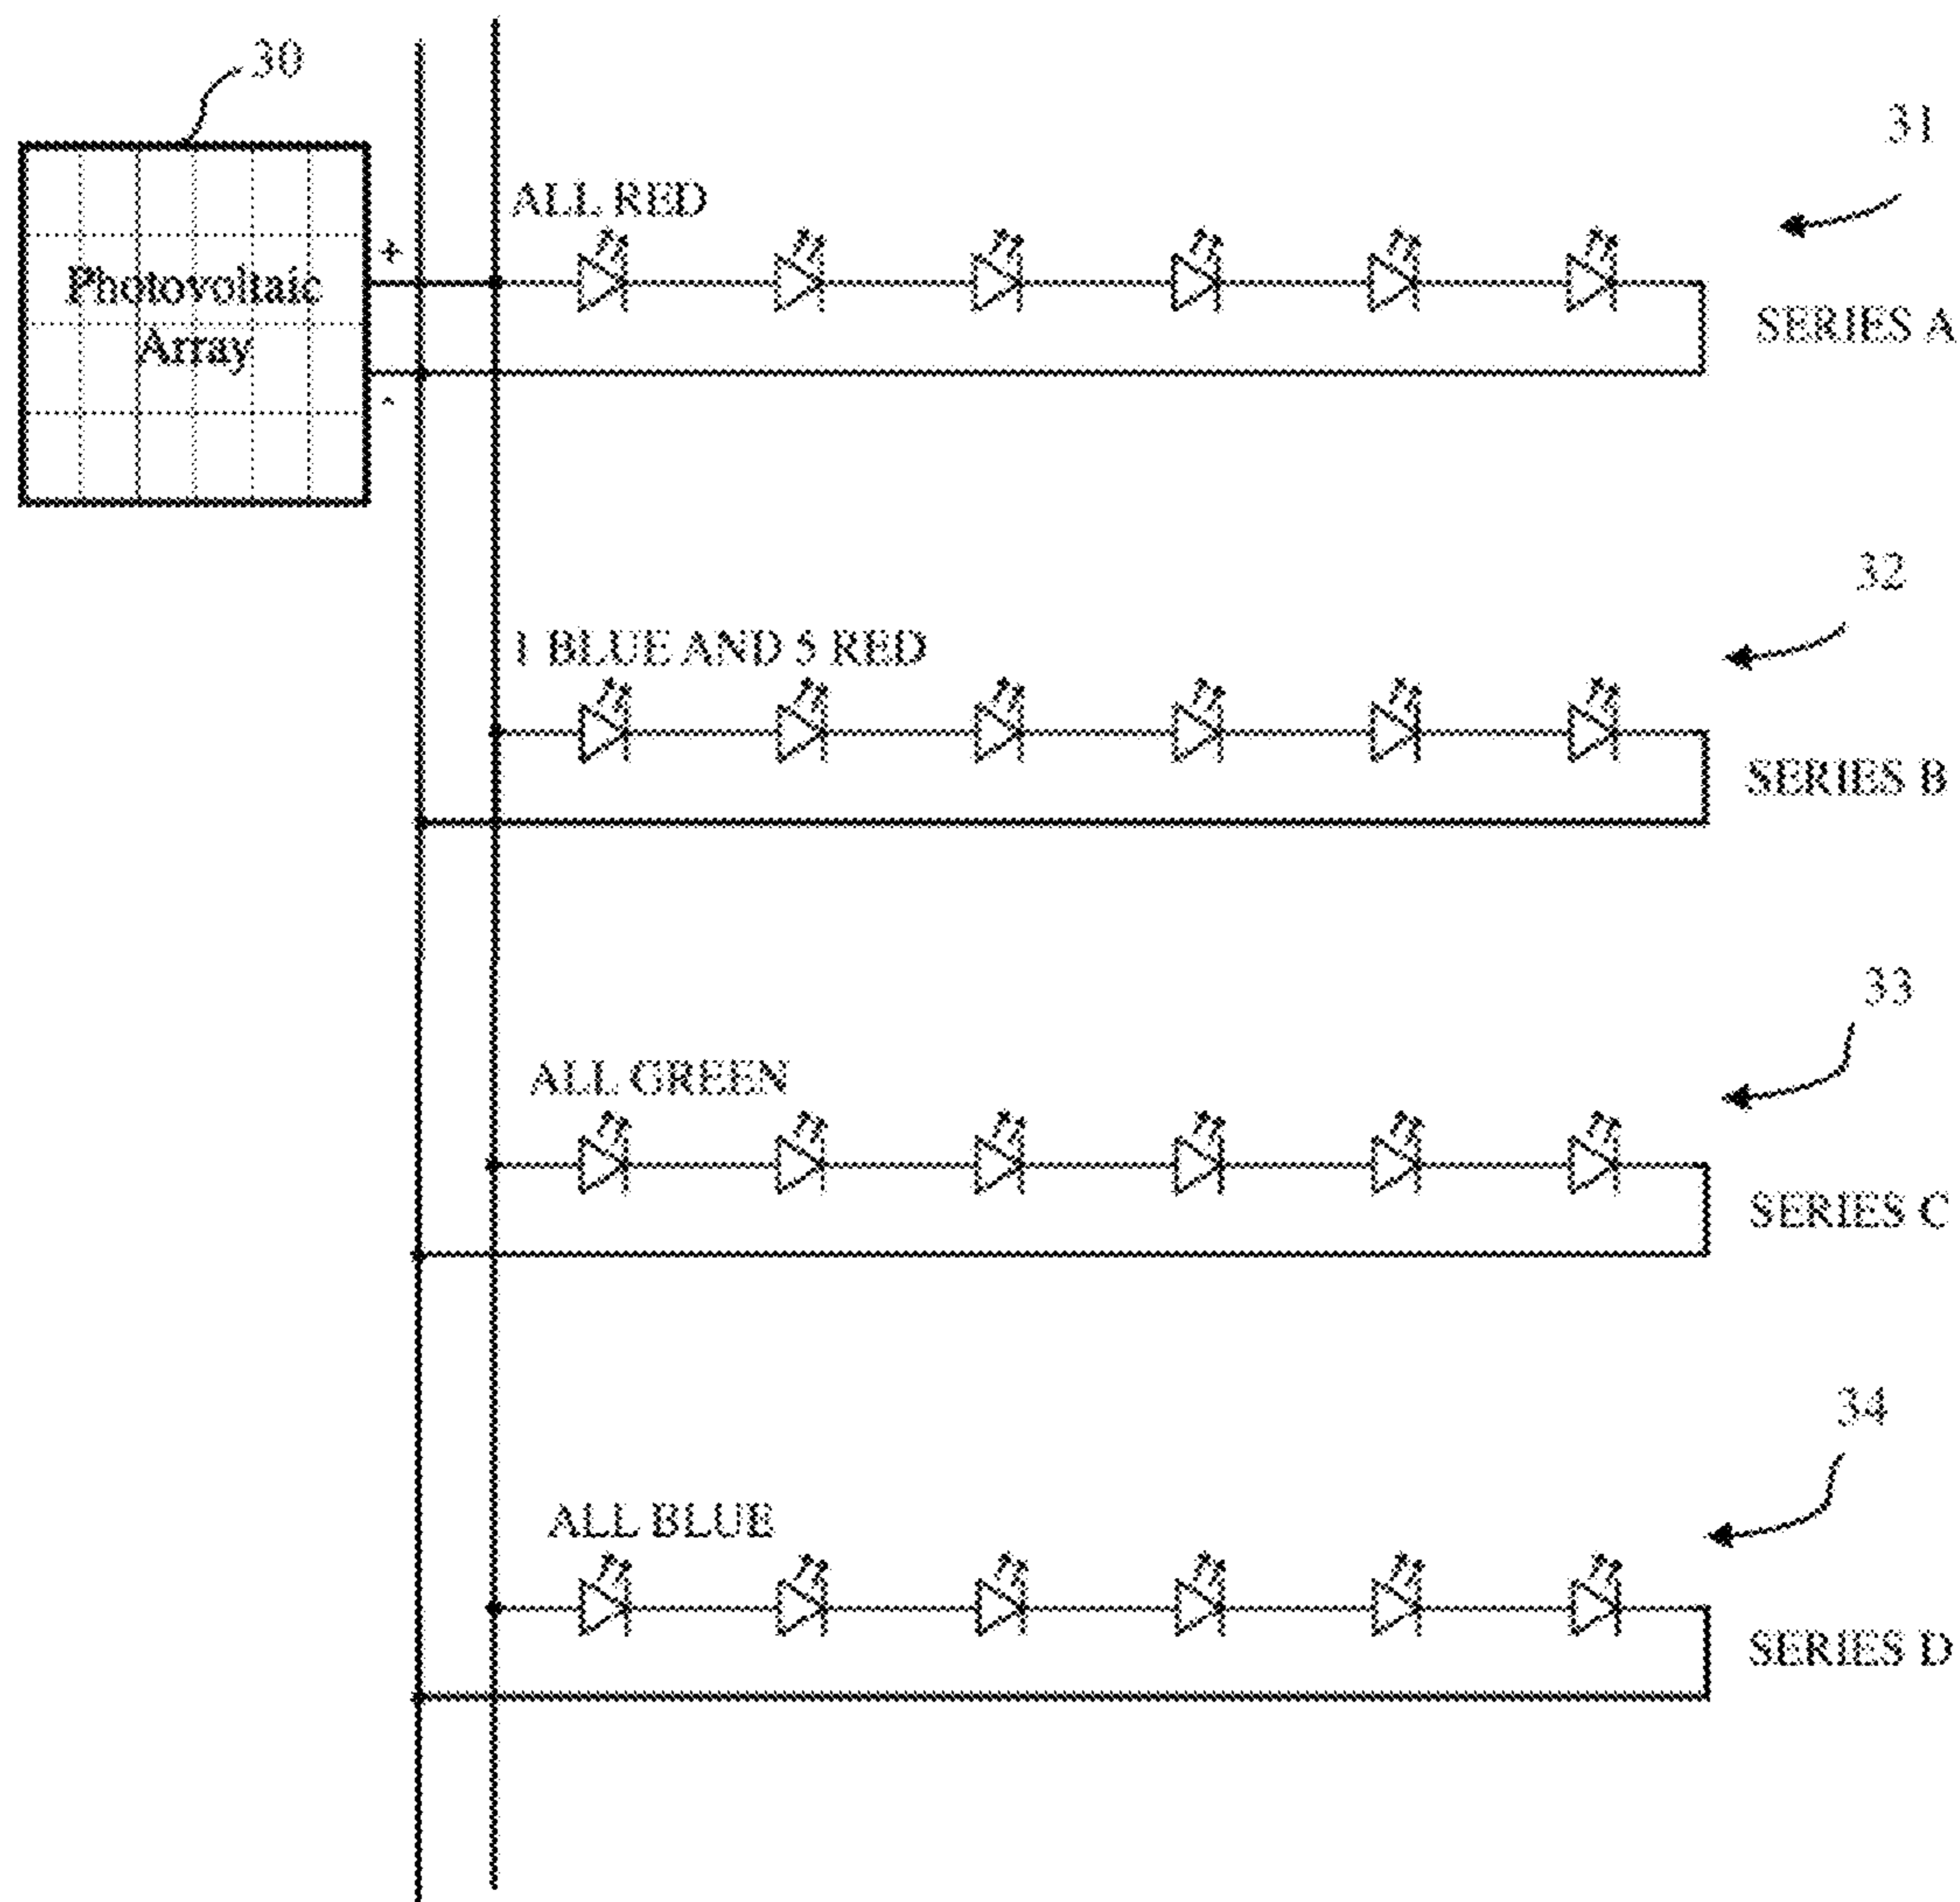 30
31
ALL RED
+
Photovoltaic
Array
-
SERIES A
32
1 BLUE AND 5 RED
SERIES B
33
ALL GREEN
SERIES C
34
ALL BLUE
SERIES D